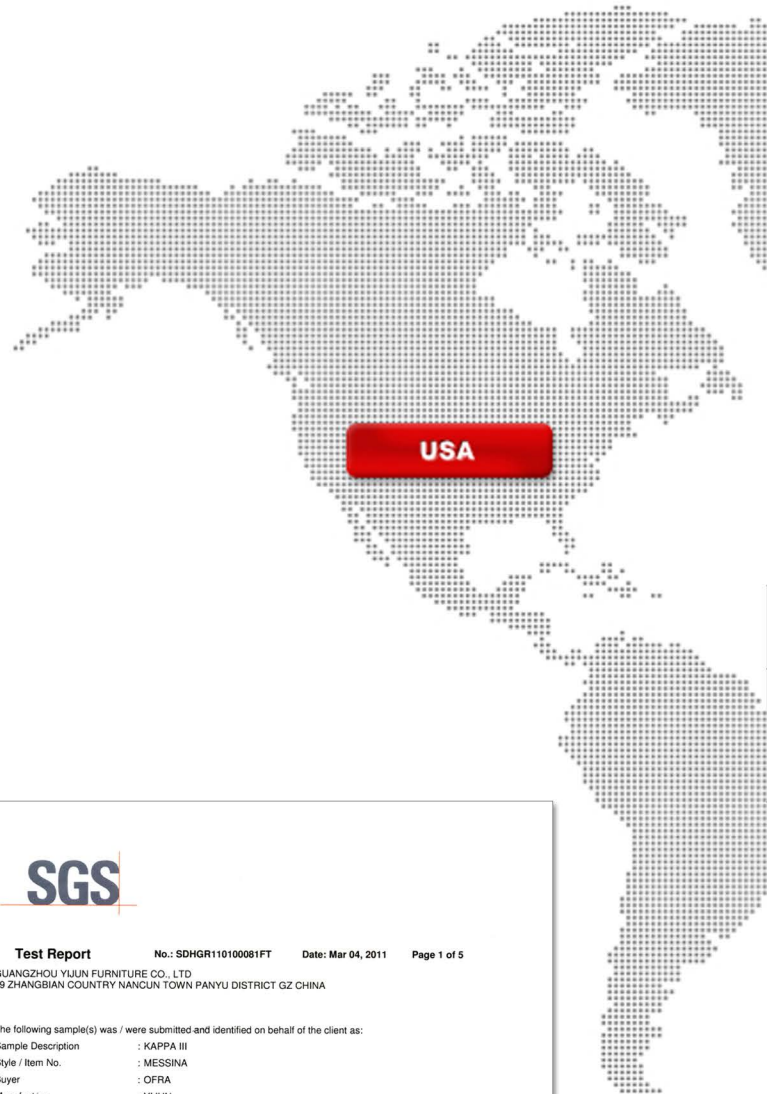 USA
SGS
Test Report No.: SDHGR110100081FT Date: Mar 04, 2011 Page 1 of 5
GUANGZHOU YIJUN FURNITURE CO., LTD
9 ZHANGBIAN COUNTRY NANCUN TOWN PANYU DISTRICT GZ CHINA
he following sample(s) was / were submitted and identified on behalf of the client as:
Sample Description : KAPPA III
Style / Item No. : MESSINA
Buyer : OFRA